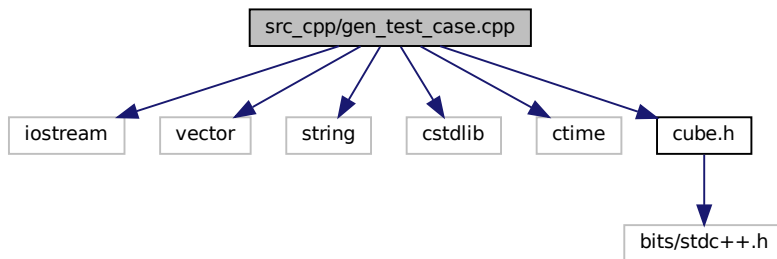 src_cpp/gen_test_case.cpp
iostream
vector
string
cstdlib
ctime
cube.h
bits/stdc++.h